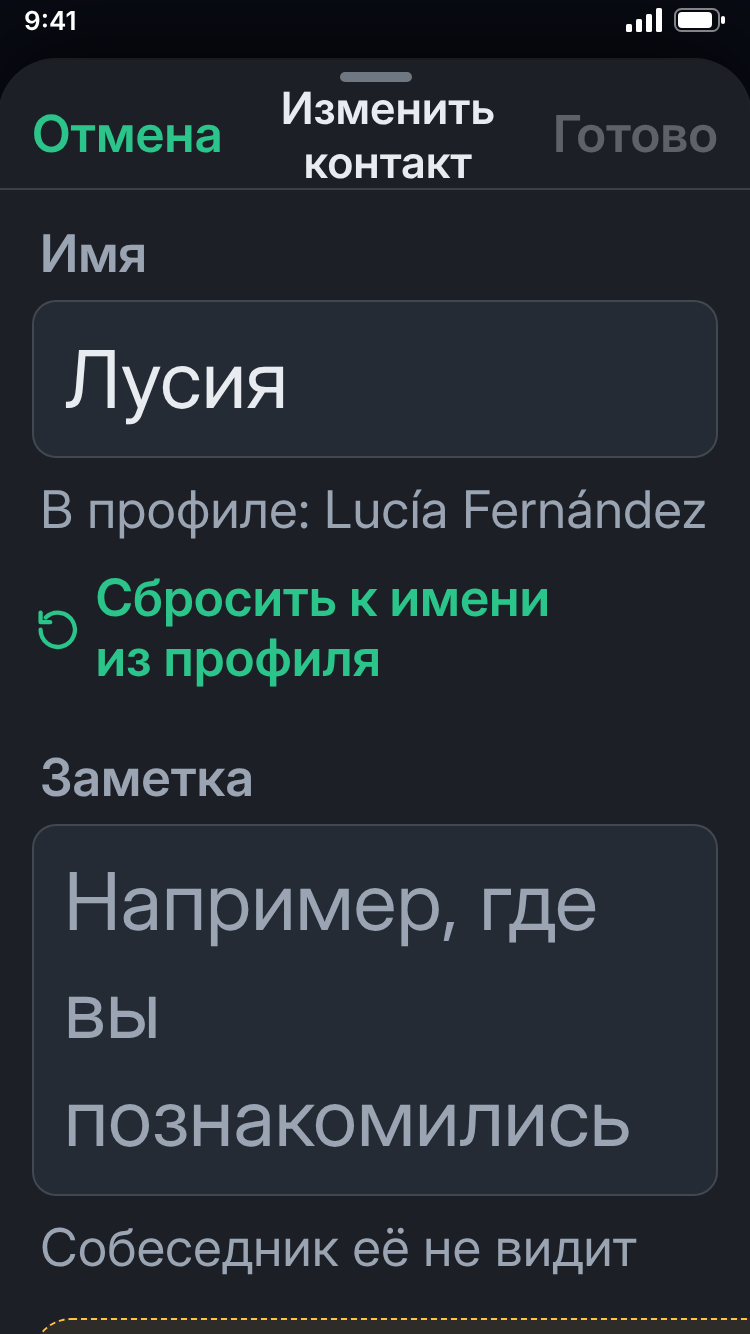 9:41
Отмена
Изменить
контакт
Готово
Имя
Лусия
В профиле: Lucía Fernández
Сбросить к имени
из профиля
Заметка
Например, где
вы
познакомились
Собеседник её не видит